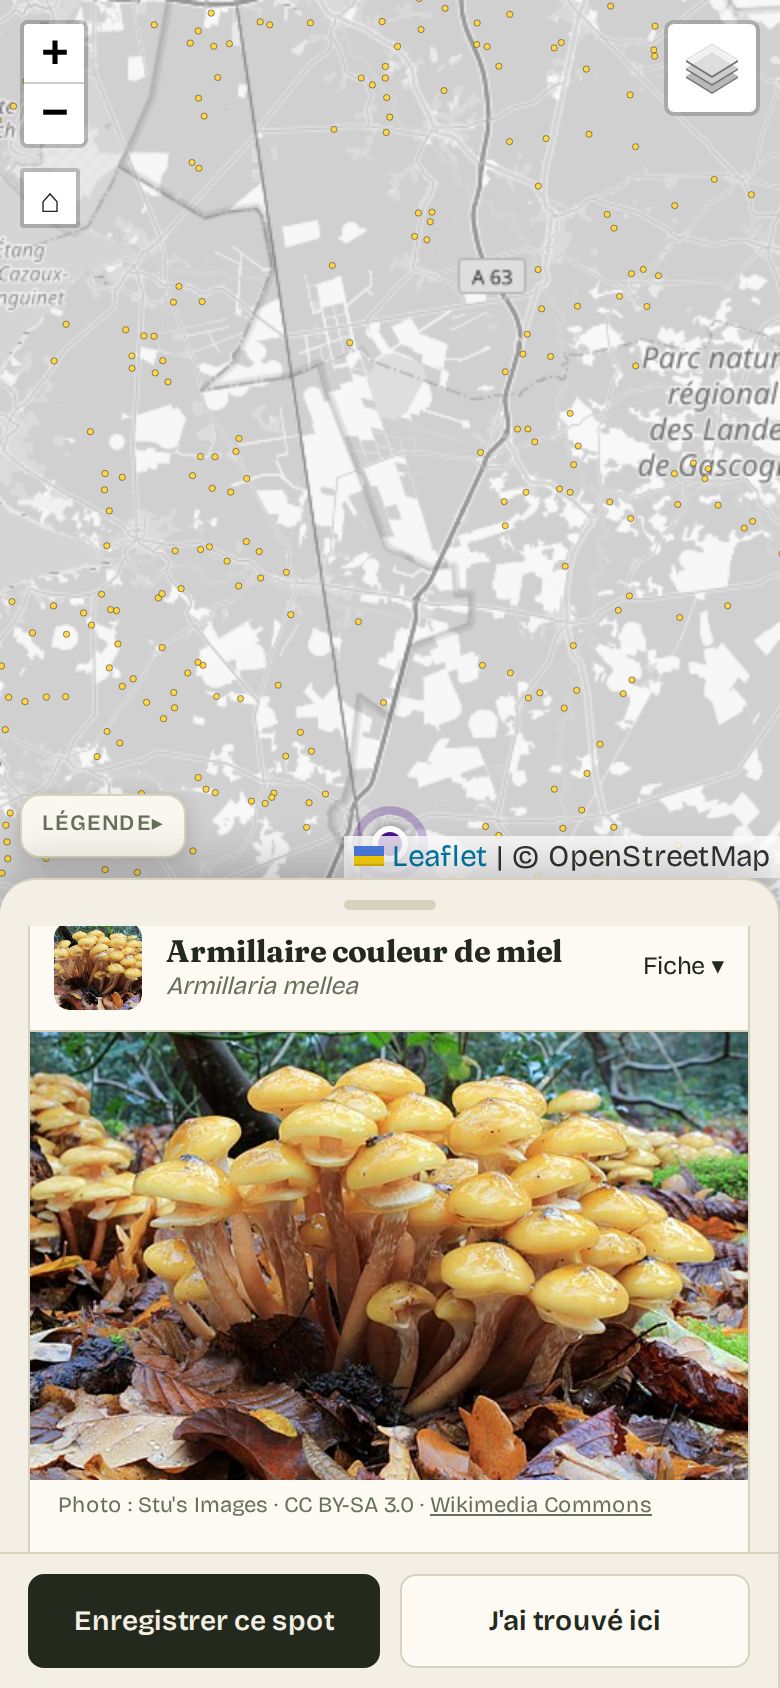 +
−
⌂
Étang
Cazaux-
nguinet
A 63
Parc natur
régional
des Lande
de Gascogn
LÉGENDE▸
Leaflet | © OpenStreetMap
Armillaire couleur de miel
Armillaria mellea
Fiche ▾
Photo : Stu's Images · CC BY-SA 3.0 · Wikimedia Commons
Enregistrer ce spot
J'ai trouvé ici